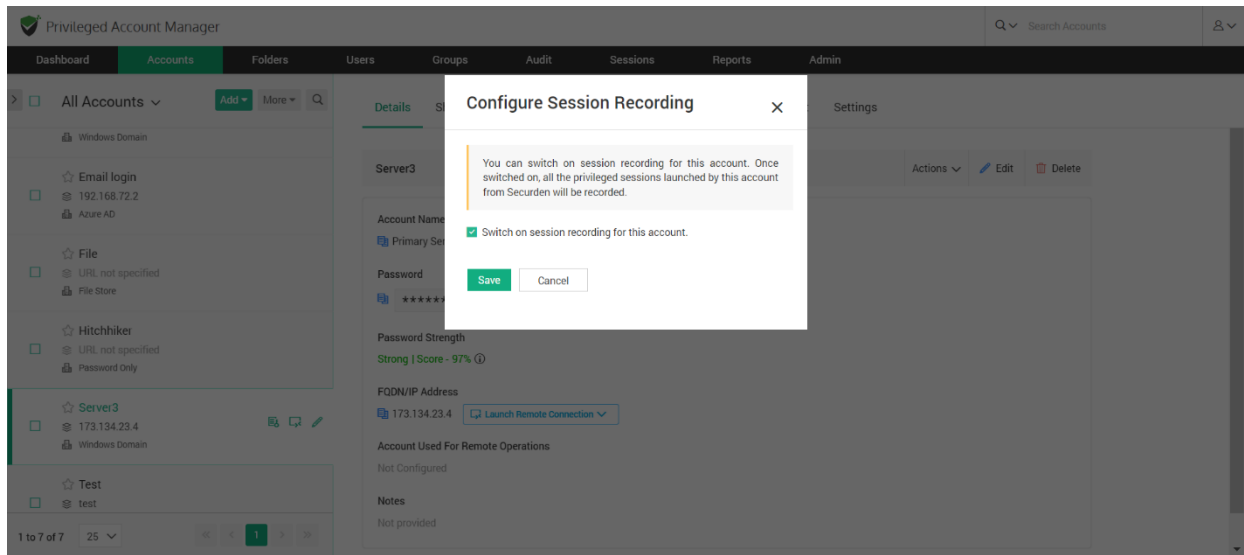 Privileged Account Manager
Search Accounts
Dashboard Accounts Folders Users Groups Audit Sessions Reports Admin
All Accounts Add More
Windows Domain
Email login
192.168.72.2
Azure AD
File
URL not specified
File Store
Hitchhiker
URL not specified
Password Only
Server3
173.134.23.4
Windows Domain
Test
test
1 to 7 of 7 25 « < 1 > »
Details Settings
Server3 Actions Edit Delete
Account Name
Primary Ser
Password
******
Password Strength
Strong | Score - 97%
FQDN/IP Address
173.134.23.4 Launch Remote Connection
Account Used For Remote Operations
Not Configured
Notes
Not provided
Configure Session Recording
You can switch on session recording for this account. Once
switched on, all the privileged sessions launched by this account
from Securden will be recorded.
Switch on session recording for this account.
Save Cancel